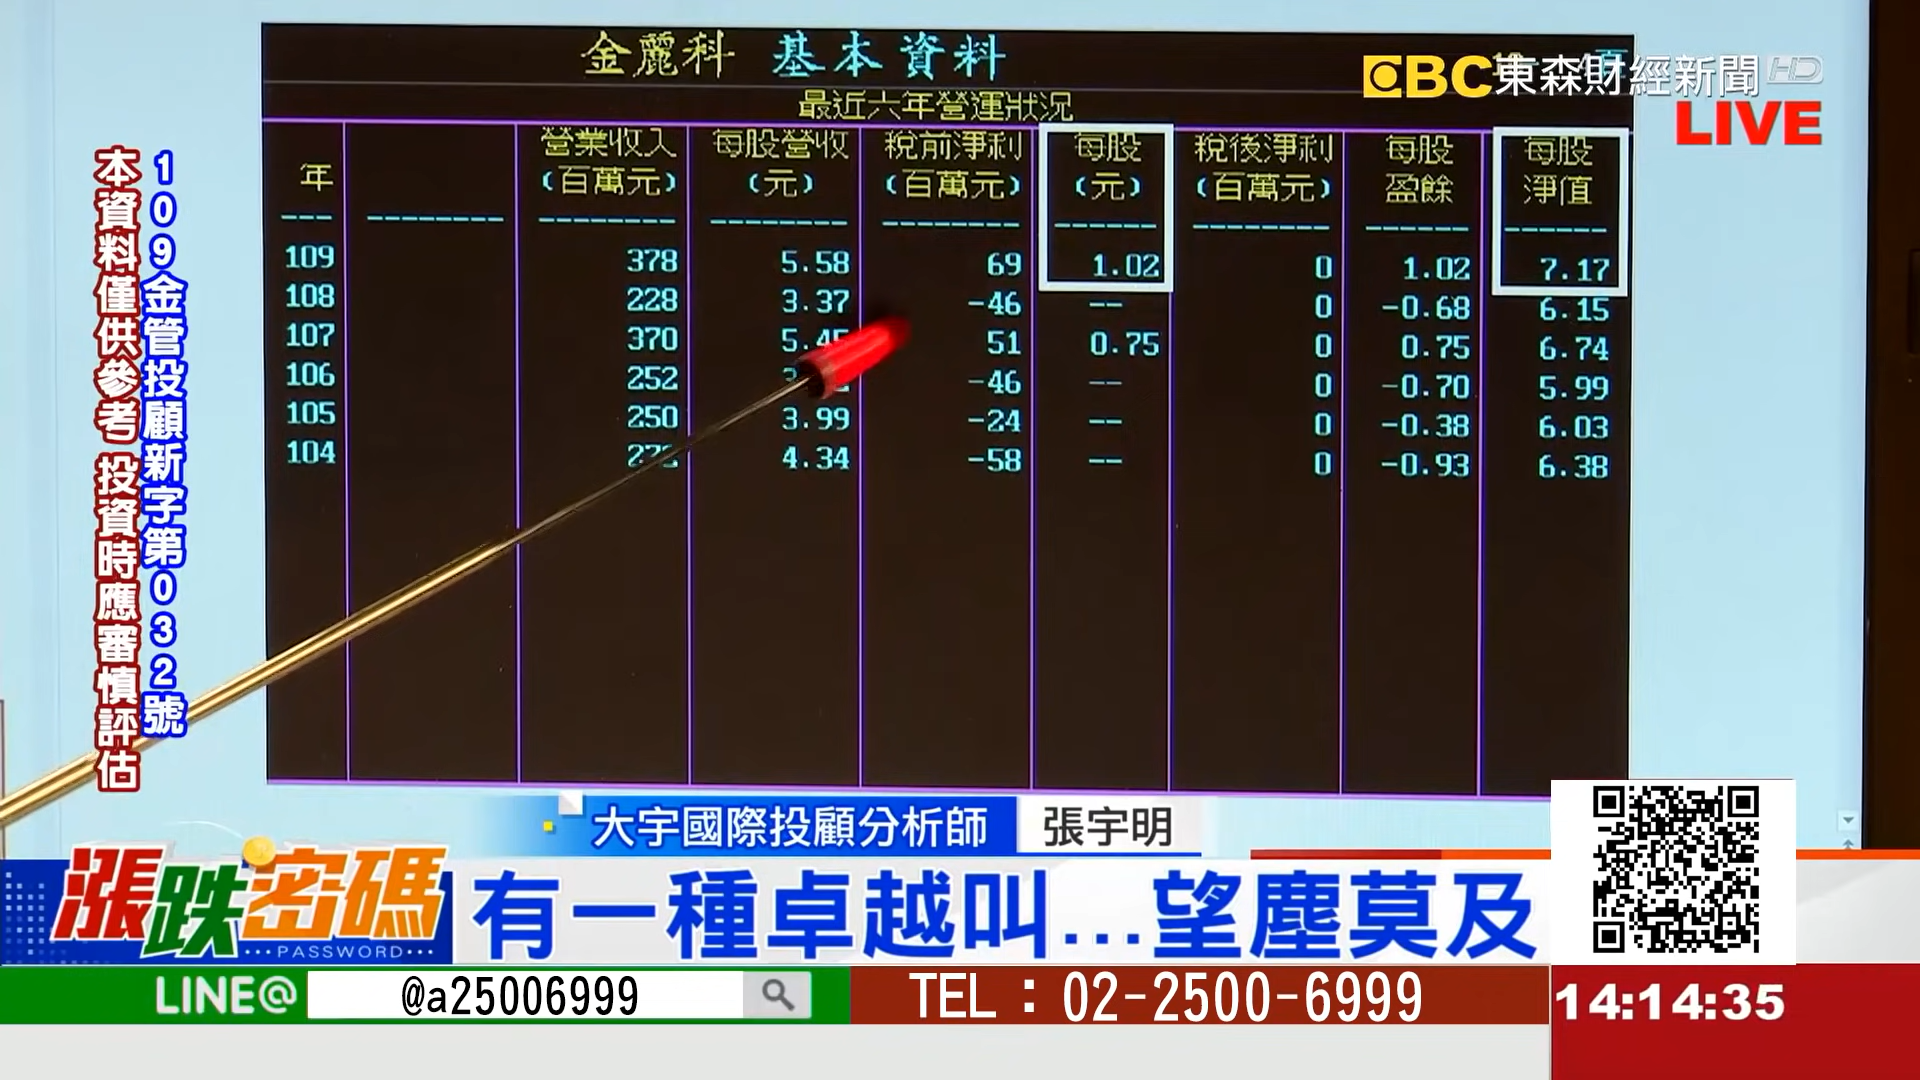 金麗科 基本資料
EBC東森財經新聞 HD
LIVE
最近六年營運狀況
年 營業收入(百萬元) 每股營收(元) 稅前淨利(百萬元) 每股(元) 稅後淨利(百萬元) 每股盈餘 每股淨值
109 378 5.58 69 1.02 0 1.02 7.17
108 228 3.37 -46 -- 0 -0.68 6.15
107 370 51 0.75 0 0.75 6.74
106 252 -46 -- 0 -0.70 5.99
105 250 3.99 -24 -- 0 -0.38 6.03
104 4.34 -58 -- 0 -0.93 6.38
109金管投顧新字第032號
本資料僅供參考 投資時應審慎評估
大宇國際投顧分析師 張宇明
漲跌密碼
...PASSWORD...
有一種卓越叫...望塵莫及
LINE@ @a25006999 TEL：02-2500-6999
14:14:35